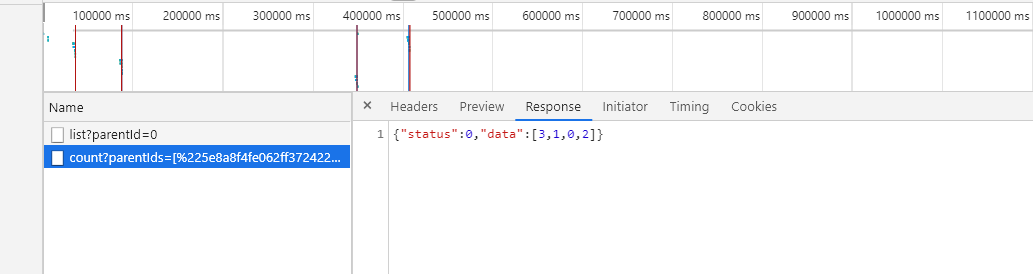 100000 ms 200000 ms 300000 ms 400000 ms 500000 ms 600000 ms 700000 ms 800000 ms 900000 ms 1000000 ms 1100000 ms
Name
× Headers Preview Response Initiator Timing Cookies
list?parentId=0
1 {"status":0,"data":[3,1,0,2]}
count?parentIds=[%225e8a8f4fe062ff372422...